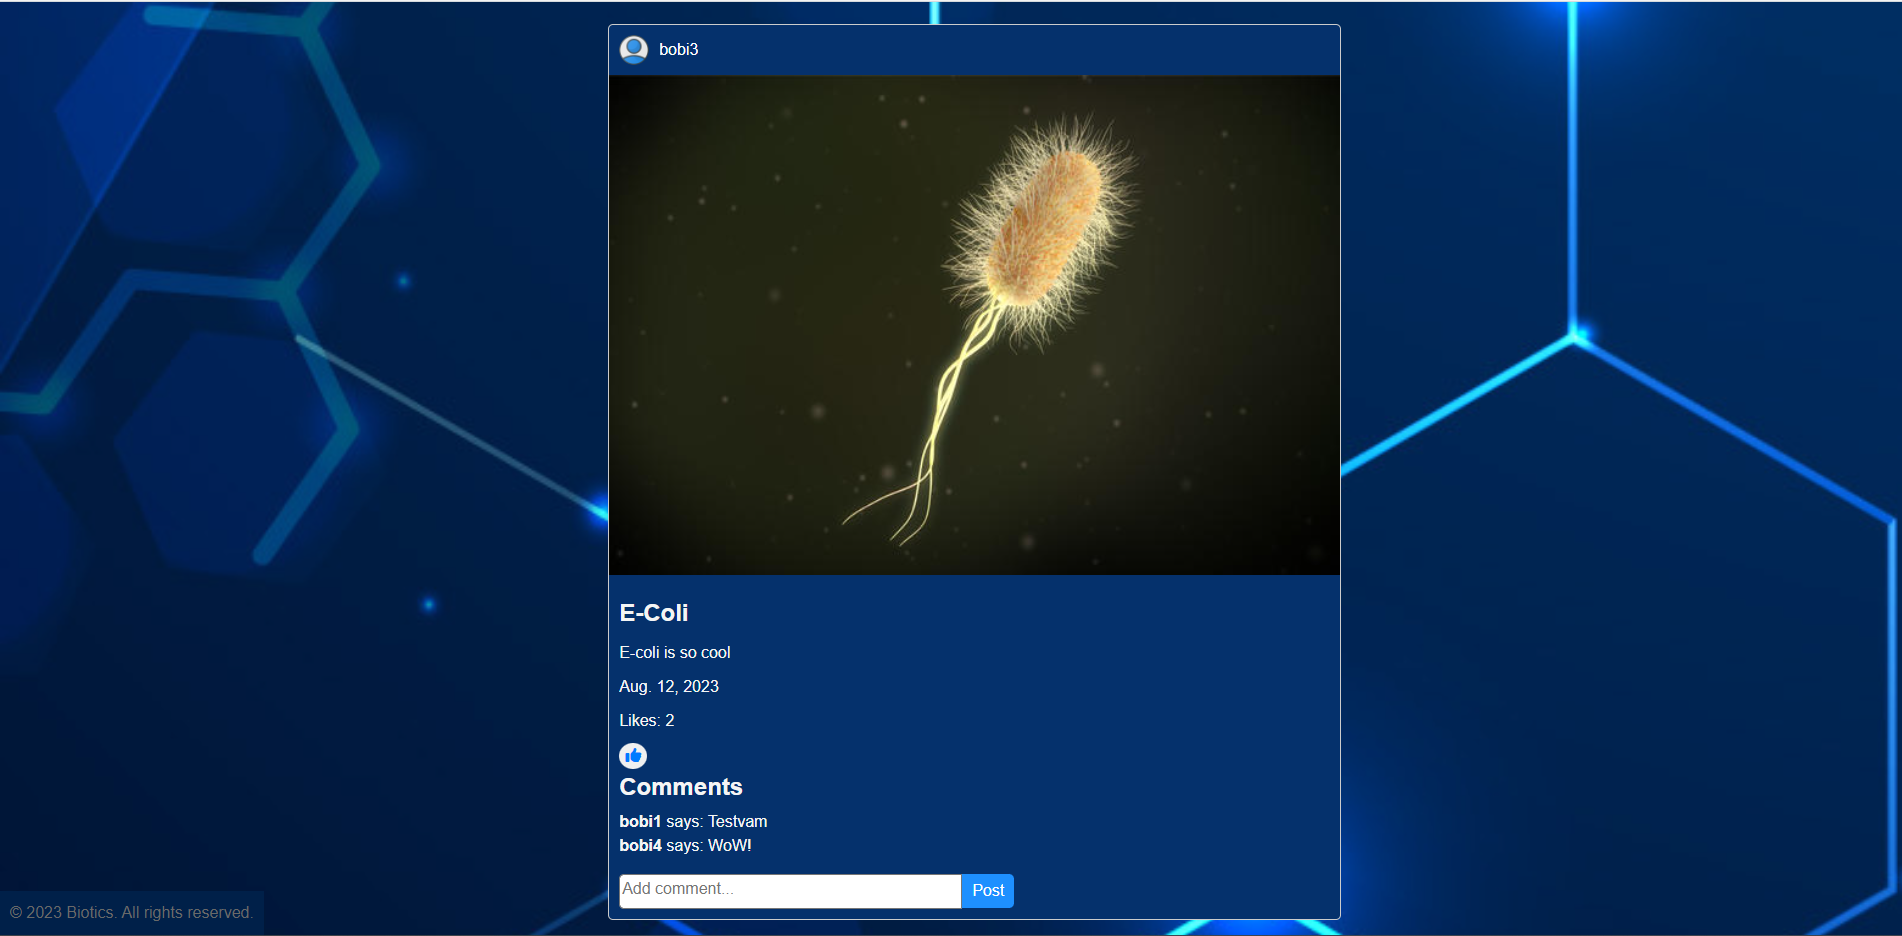 bobi3
E-Coli
E-coli is so cool
Aug. 12, 2023
Likes: 2
Comments
bobi1 says: Testvam
bobi4 says: WoW!
Add comment...
Post
© 2023 Biotics. All rights reserved.